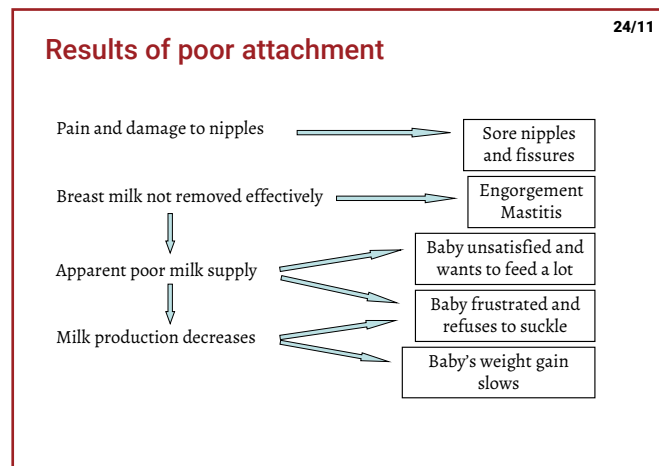 24/11
Results of poor attachment
Pain and damage to nipples
Sore nipples
and fissures
Breast milk not removed effectively
Engorgement
Mastitis
Apparent poor milk supply
Baby unsatisfied and
wants to feed a lot
Baby frustrated and
refuses to suckle
Milk production decreases
Baby's weight gain
slows